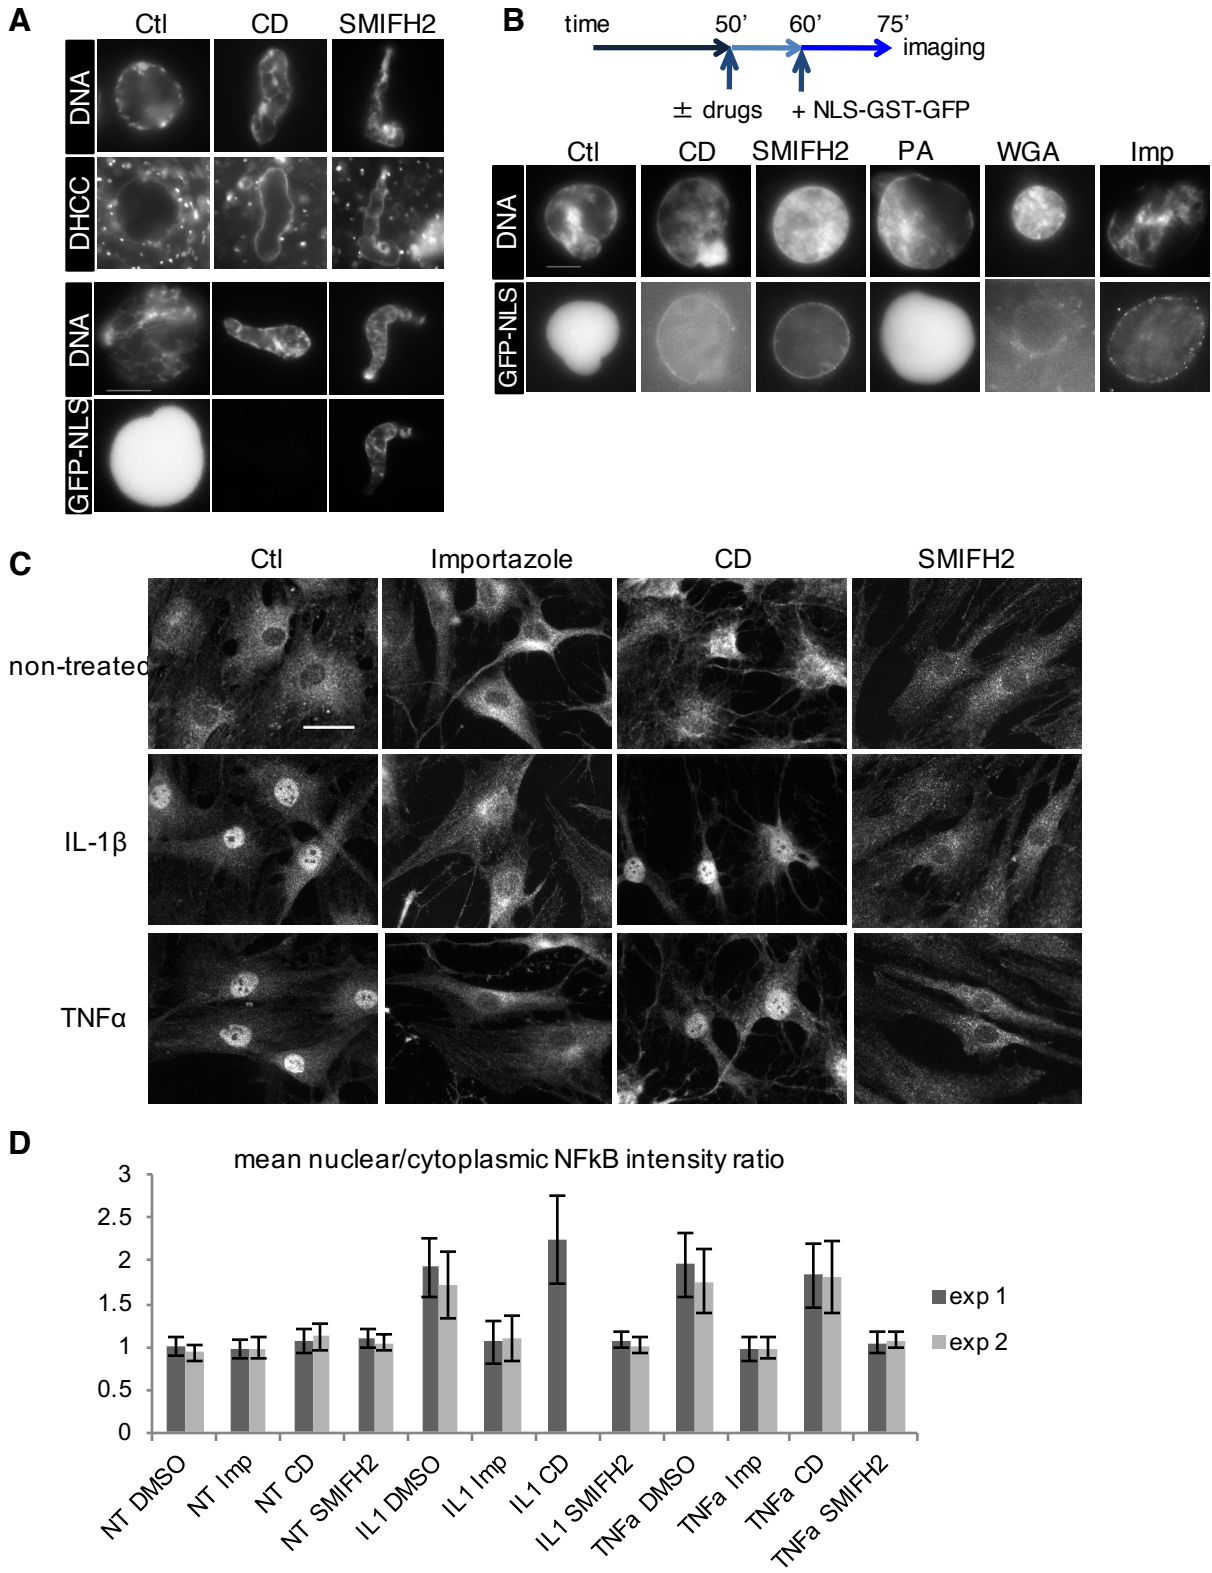 A
Ctl CD SMIFH2
DNA
DHCC
DNA
GFP-NLS
B
time 50’ 60’ 75’
imaging
± drugs + NLS-GST-GFP
Ctl CD SMIFH2 PA WGA Imp
DNA
GFP-NLS
C
Ctl Importazole CD SMIFH2
non-treated
IL-1β
TNFα
D
mean nuclear/cytoplasmic NFkB intensity ratio
3
2.5
2
1.5
1
0.5
0
exp 1
exp 2
NT DMSO
NT Imp
NT CD
NT SMIFH2
IL1 DMSO
IL1 Imp
IL1 CD
IL1 SMIFH2
TNFa DMSO
TNFa Imp
TNFa CD
TNFa SMIFH2